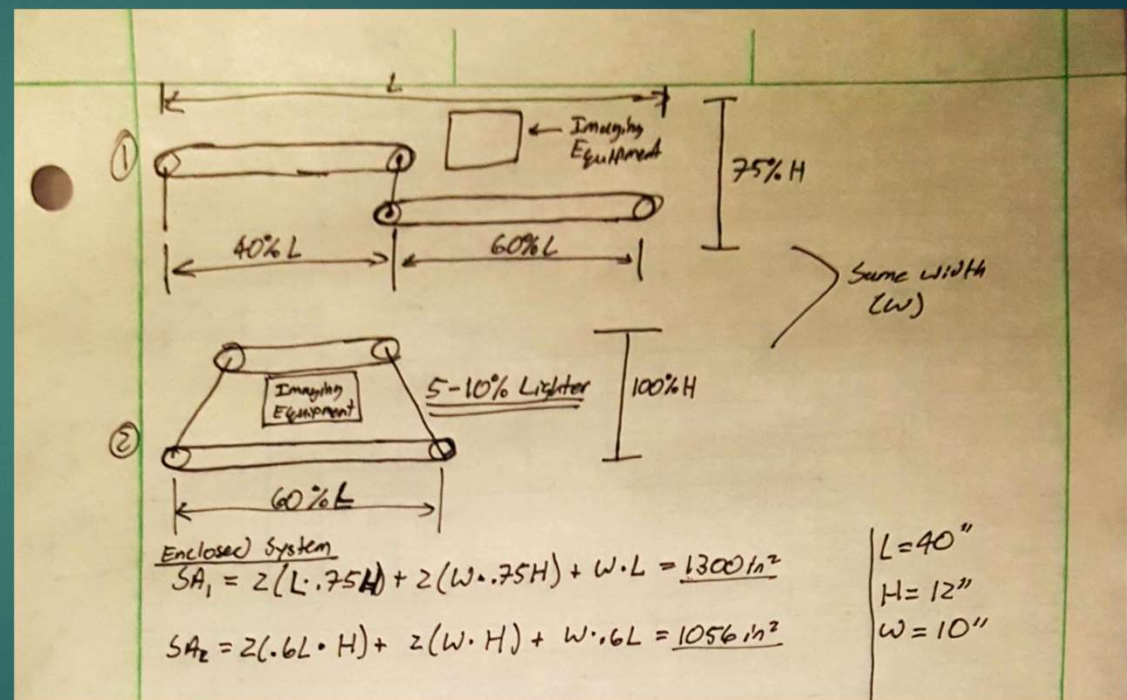 L
①
Imaging
Equipment
75% H
40% L
60% L
Same width
(W)
②
Imaging
Equipment
5-10% Lighter
100% H
60% L
Enclosed System
SA₁ = 2(L·.75H) + 2(W·.75H) + W·L = 1300 in²
SA₂ = 2(.6L·H) + 2(W·H) + W·.6L = 1056 in²
L=40"
H=12"
W=10"